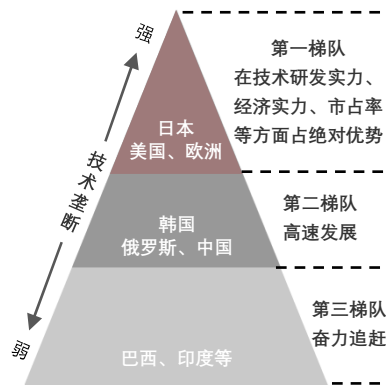 强
第一梯队
在技术研发实力、
经济实力、市占率
等方面占绝对优势
日本
美国、欧洲
技术垄断
第二梯队
高速发展
韩国
俄罗斯、中国
第三梯队
奋力追赶
弱
巴西、印度等